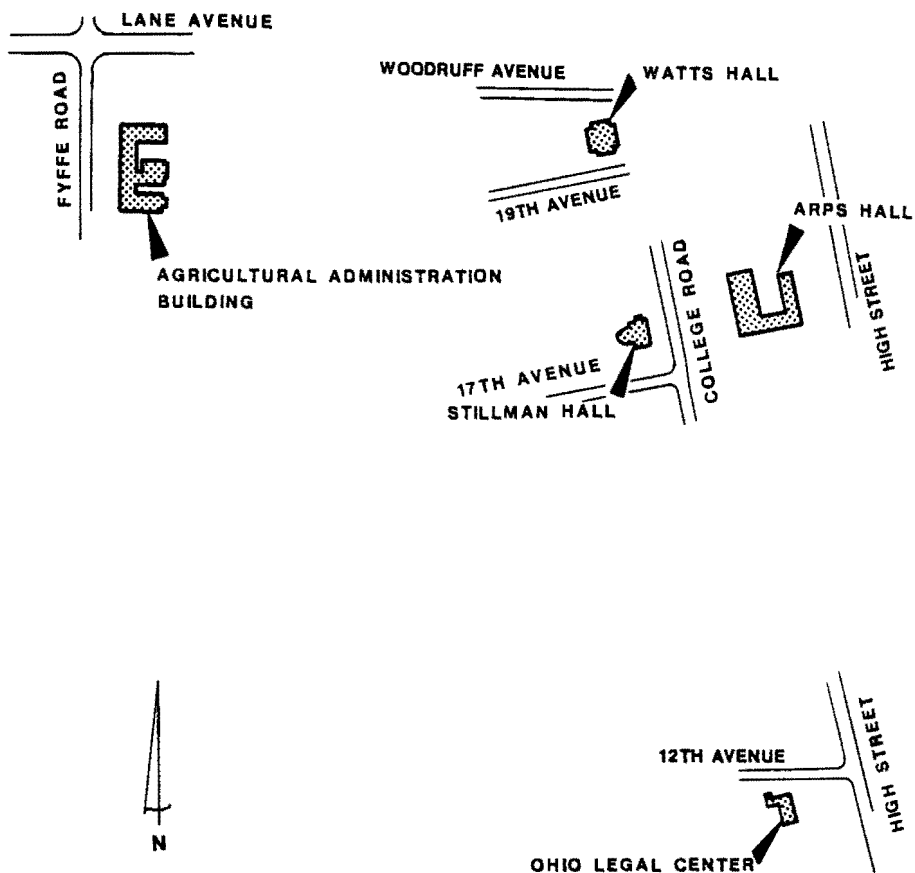 LANE AVENUE
FYFFE ROAD
WOODRUFF AVENUE
WATTS HALL
19TH AVENUE
ARPS HALL
AGRICULTURAL ADMINISTRATION
BUILDING
COLLEGE ROAD
HIGH STREET
17TH AVENUE
STILLMAN HALL
12TH AVENUE
HIGH STREET
N
OHIO LEGAL CENTER